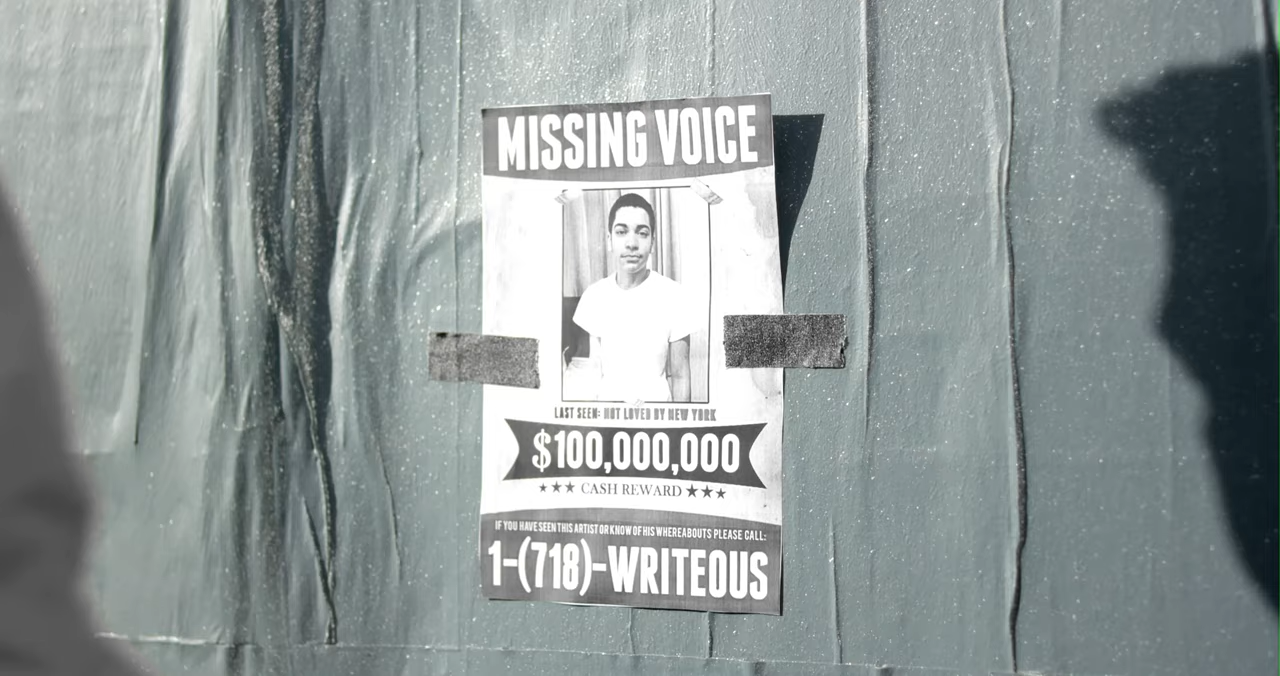 MISSING VOICE
LAST SEEN: NOT LOVED BY NEW YORK
$100,000,000
★★★ CASH REWARD ★★★
IF YOU HAVE SEEN THIS ARTIST OR KNOW OF HIS WHEREABOUTS PLEASE CALL:
1-(718)-WRITEOUS